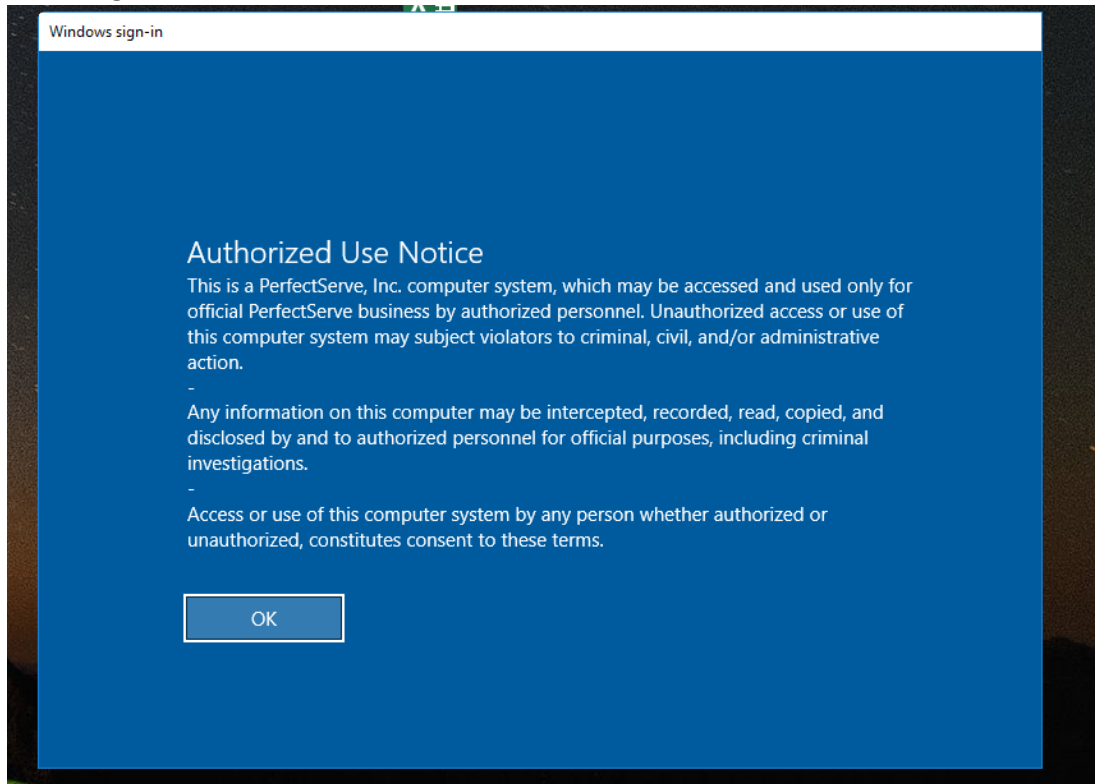 Windows sign-in
Authorized Use Notice
This is a PerfectServe, Inc. computer system, which may be accessed and used only for
official PerfectServe business by authorized personnel. Unauthorized access or use of
this computer system may subject violators to criminal, civil, and/or administrative
action.
-
Any information on this computer may be intercepted, recorded, read, copied, and
disclosed by and to authorized personnel for official purposes, including criminal
investigations.
-
Access or use of this computer system by any person whether authorized or
unauthorized, constitutes consent to these terms.
OK